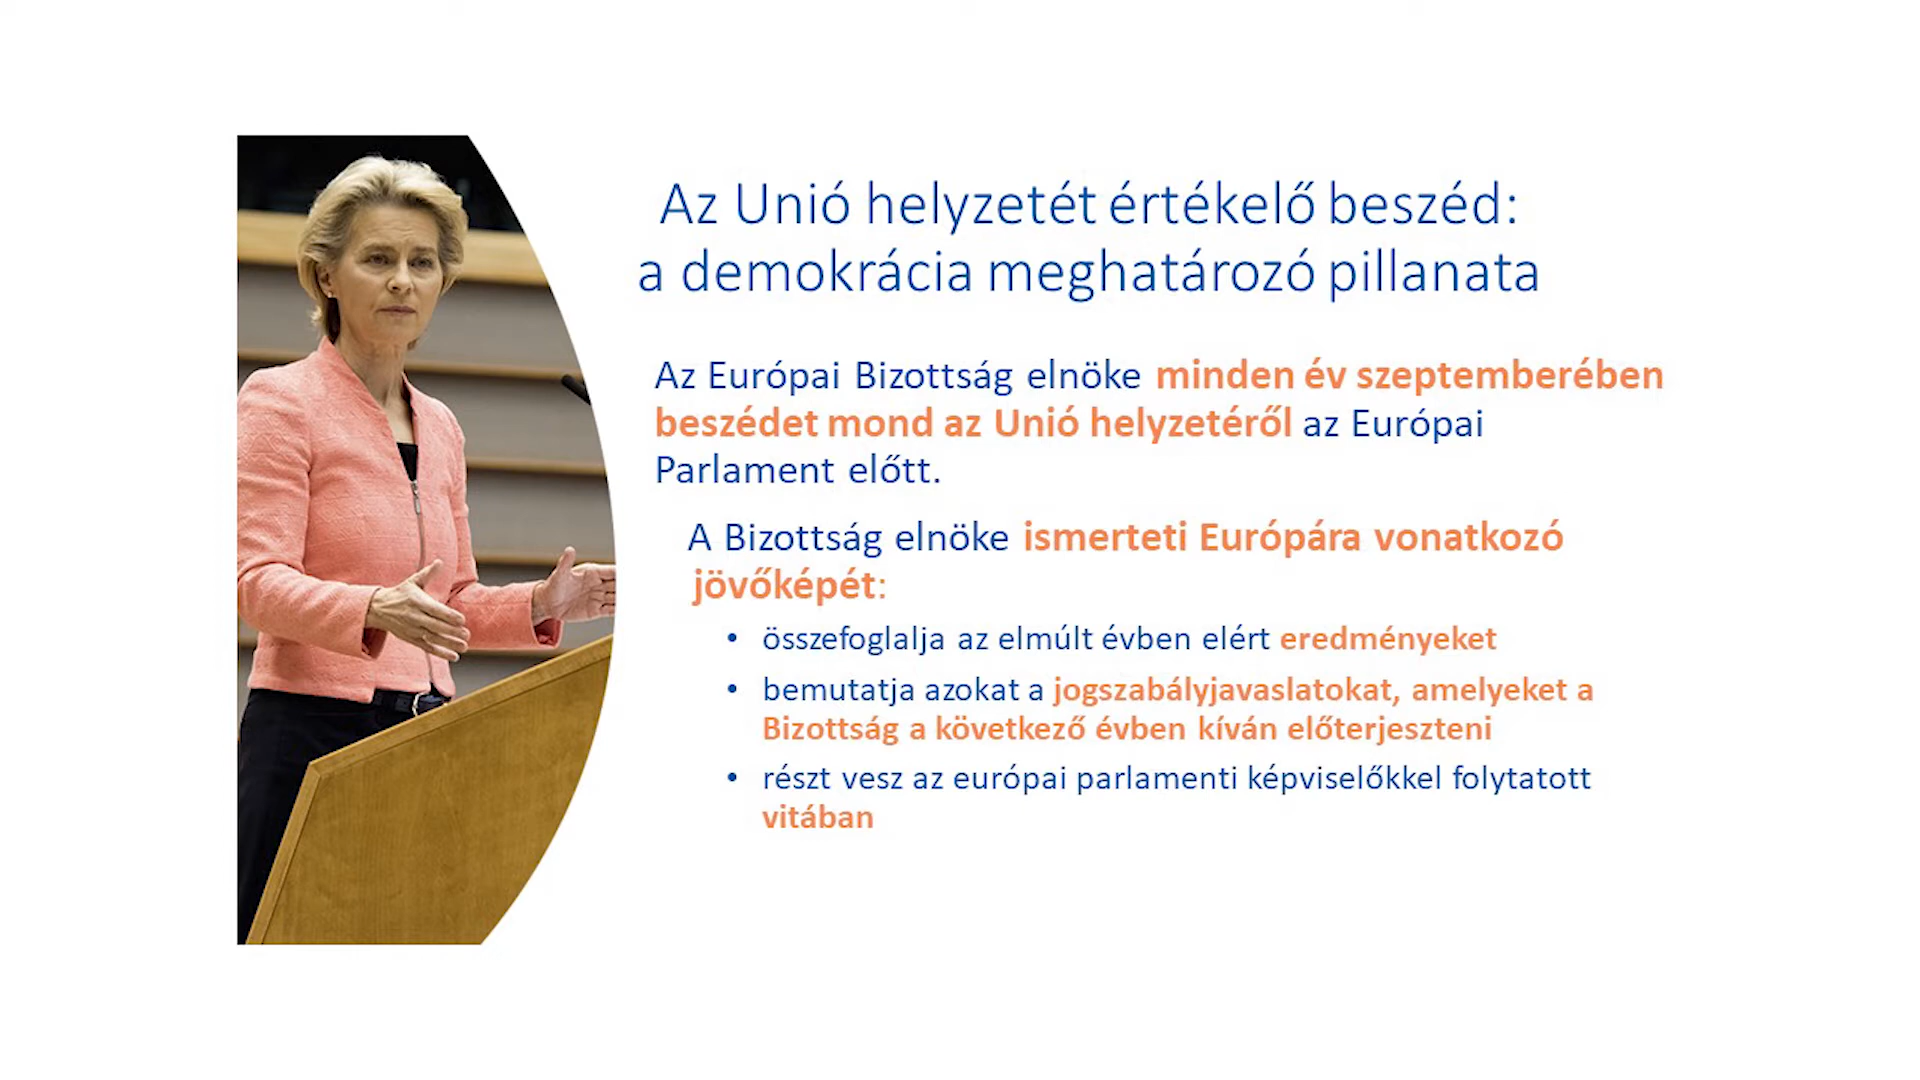 Az Unió helyzetét értékelő beszéd:
a demokrácia meghatározó pillanata
Az Európai Bizottság elnöke minden év szeptemberében
beszédet mond az Unió helyzetéről az Európai
Parlament előtt.
A Bizottság elnöke ismerteti Európára vonatkozó
jövőképét:
• összefoglalja az elmúlt évben elért eredményeket
• bemutatja azokat a jogszabályjavaslatokat, amelyeket a
Bizottság a következő évben kíván előterjeszteni
• részt vesz az európai parlamenti képviselőkkel folytatott
vitában